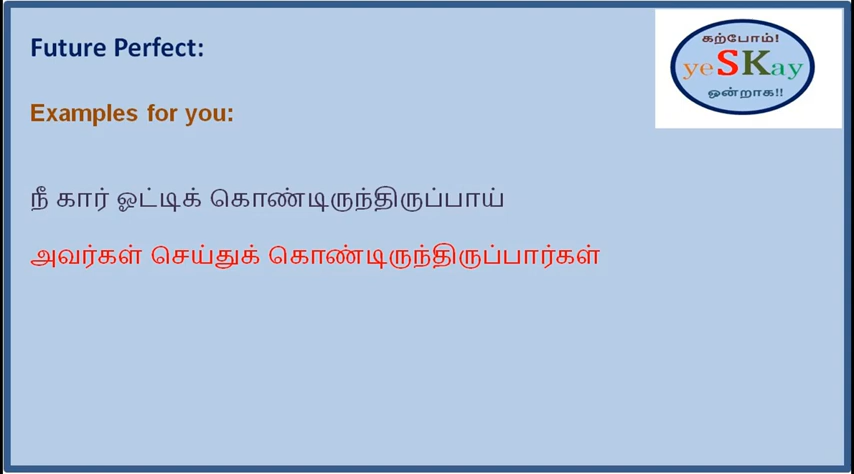 Future Perfect:
கற்போம்!
yeSKay
ஒன்றாக!!
Examples for you:
நீ கார் ஓட்டிக் கொண்டிருந்திருப்பாய்
அவர்கள் செய்துக் கொண்டிருந்திருப்பார்கள்